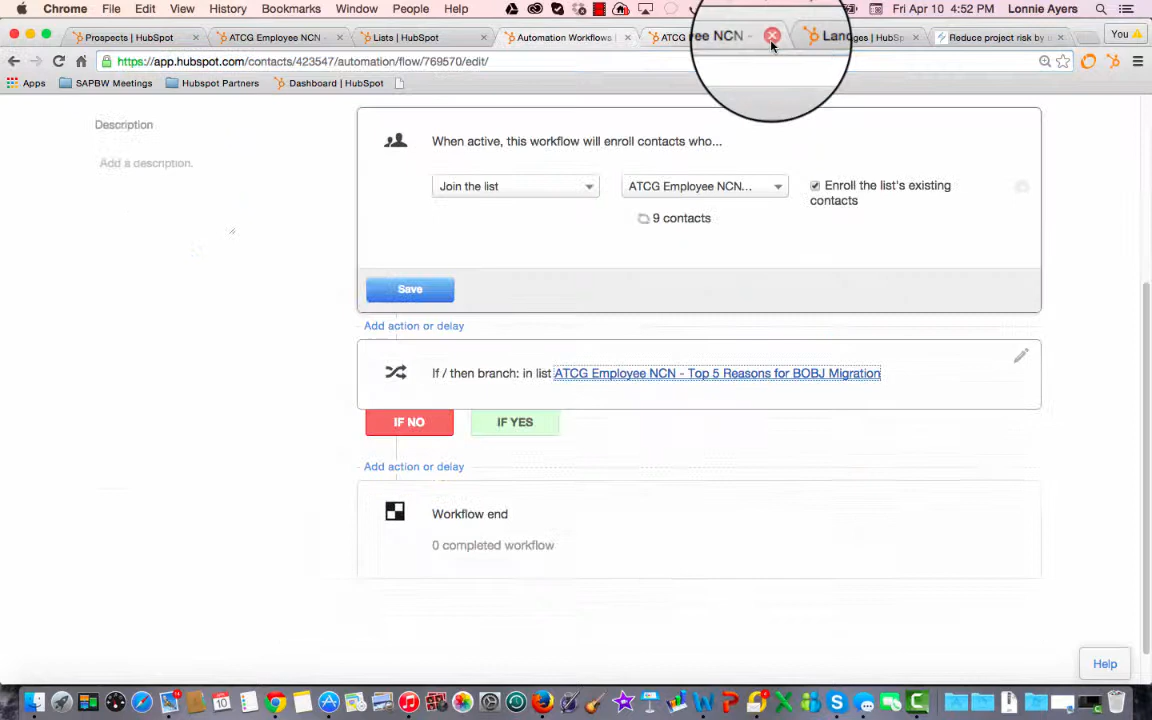 Chrome File Edit View History Bookmarks Window People Help Fri Apr 10 4:52 PM Lonnie Ayers
Prospects | HubSpot ATCG Employee NCN - Lists | HubSpot Automation Workflows | ATCG ee NCN - Land ges | HubSp Reduce project risk by u You
https://app.hubspot.com/contacts/423547/automation/flow/769570/edit/
Apps SAPBW Meetings Hubspot Partners Dashboard | HubSpot
Description
Add a description.
When active, this workflow will enroll contacts who...
Join the list ATCG Employee NCN... Enroll the list's existing
contacts
9 contacts
Save
Add action or delay
If / then branch: in list ATCG Employee NCN - Top 5 Reasons for BOBJ Migration
IF NO IF YES
Add action or delay
Workflow end
0 completed workflow
Help